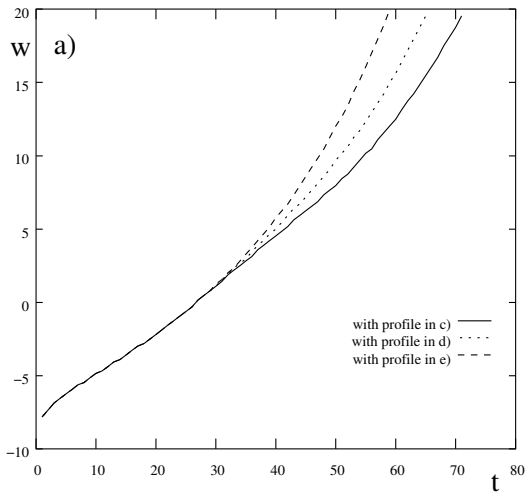 20
w
a)
15
10
5
0
−5
−10
with profile in c)
with profile in d)
with profile in e)
0 10 20 30 40 50 60 70 80
t